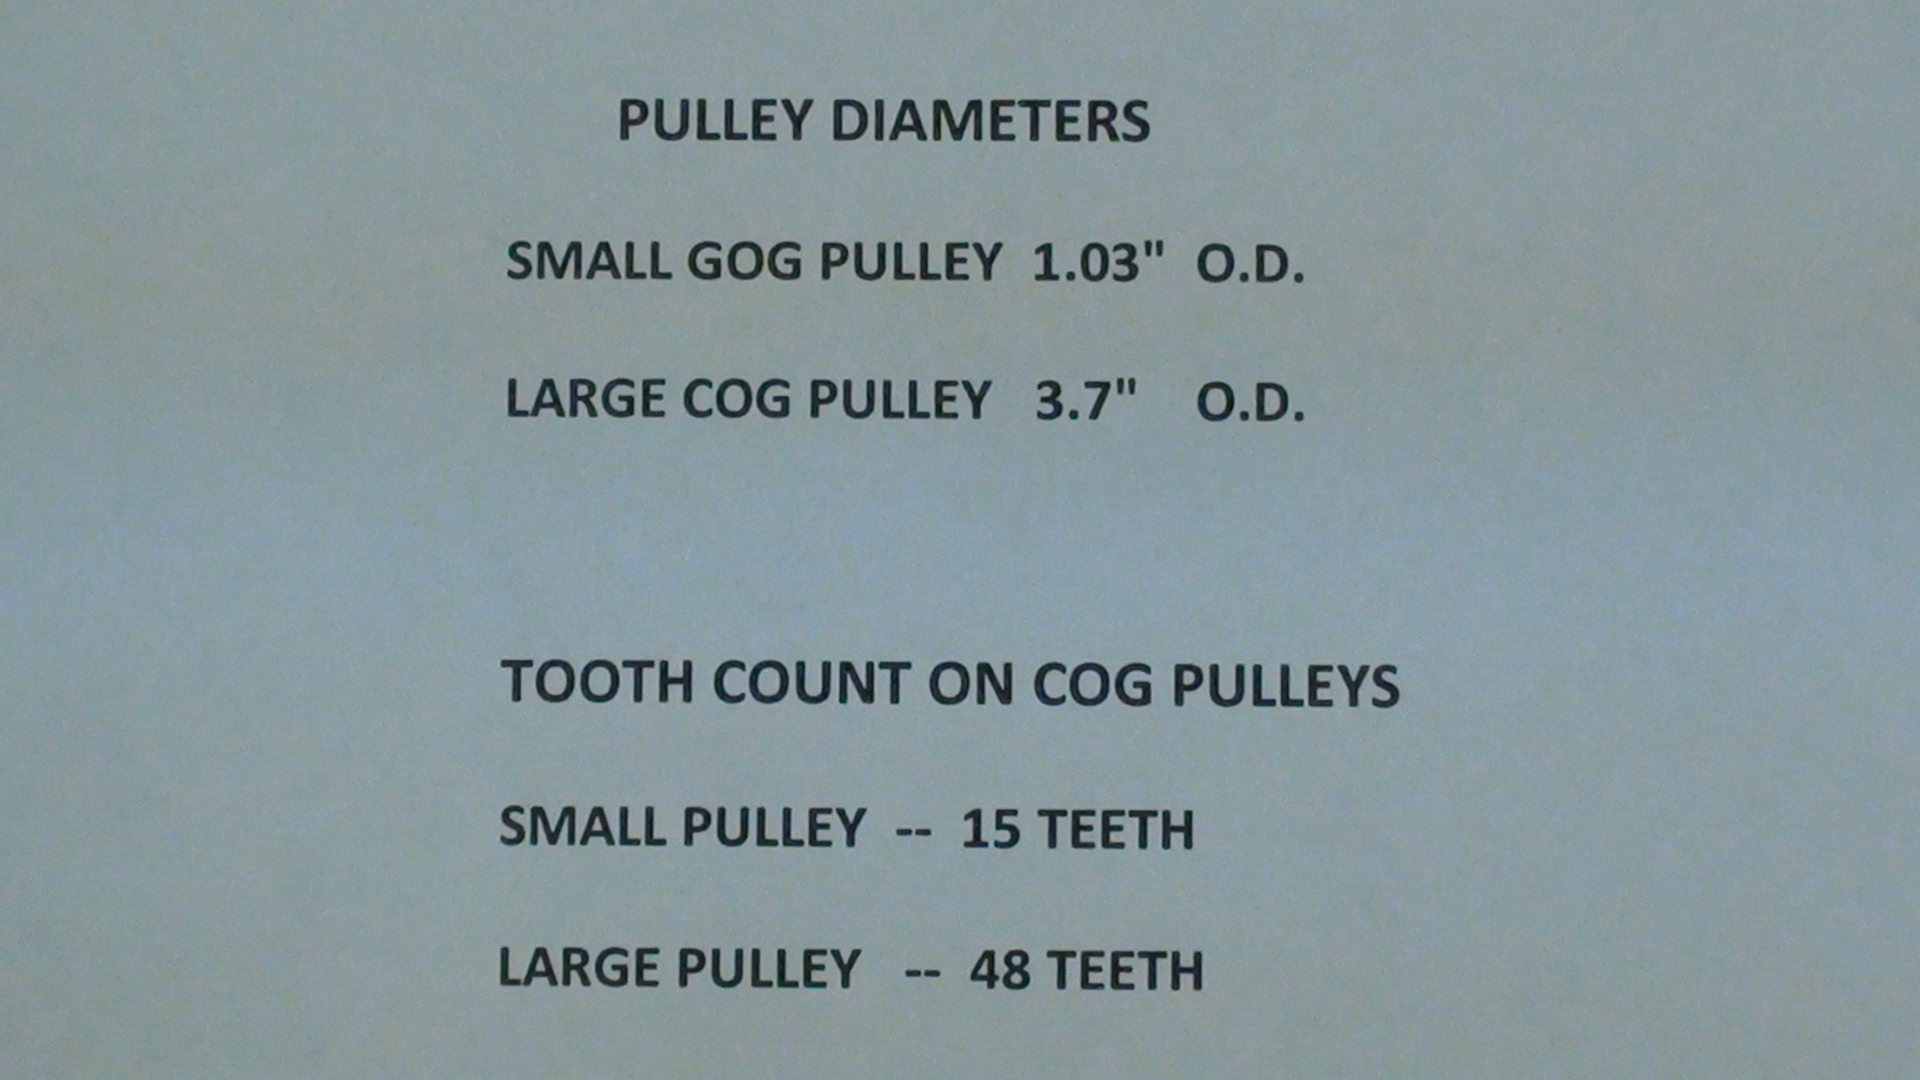 PULLEY DIAMETERS
SMALL GOG PULLEY 1.03" O.D.
LARGE COG PULLEY 3.7" O.D.
TOOTH COUNT ON COG PULLEYS
SMALL PULLEY -- 15 TEETH
LARGE PULLEY -- 48 TEETH